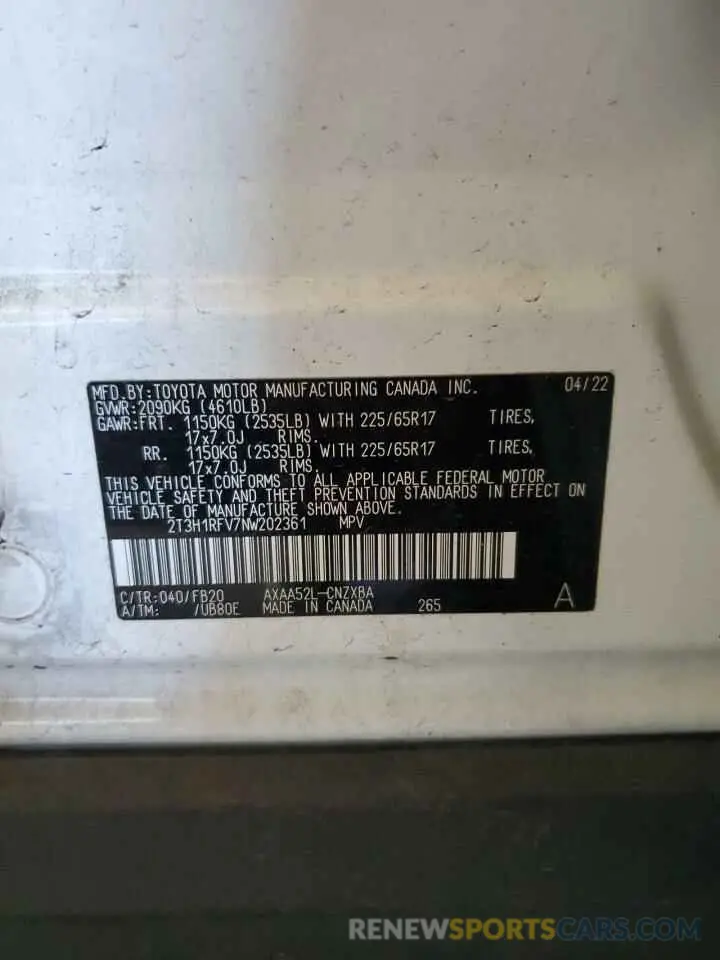 MFD.BY:TOYOTA MOTOR MANUFACTURING CANADA INC. 04/22
GVWR:2090KG (4610LB)
GAWR:FRT. 1150KG (2535LB) WITH 225/65R17 TIRES,
17x7.0J RIMS.
RR. 1150KG (2535LB) WITH 225/65R17 TIRES,
17x7.0J RIMS.
THIS VEHICLE CONFORMS TO ALL APPLICABLE FEDERAL MOTOR
VEHICLE SAFETY AND THEFT PREVENTION STANDARDS IN EFFECT ON
THE DATE OF MANUFACTURE SHOWN ABOVE.
2T3H1RFV7NW202361 MPV
C/TR:040/FB20 AXAA52L-CNZXBA
A/TM: /UB80E MADE IN CANADA 265 A
RENEWSPORTSCARS.COM